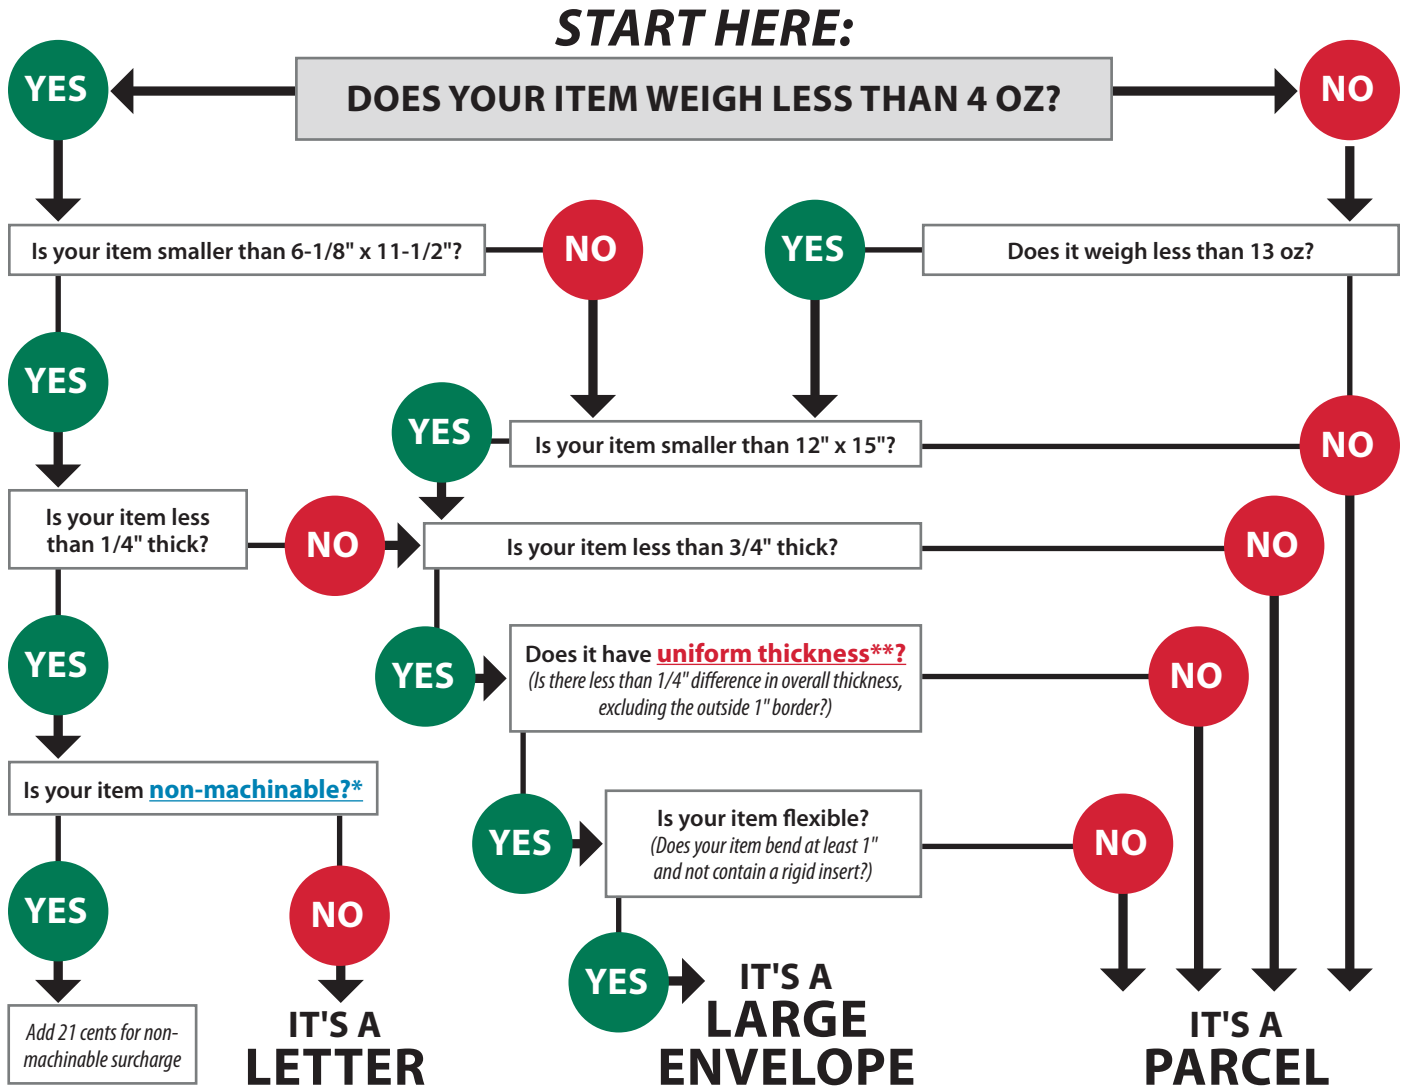 START HERE:
YES
DOES YOUR ITEM WEIGH LESS THAN 4 OZ?
NO
Is your item smaller than 6-1/8" x 11-1/2"?
NO
YES
Does it weigh less than 13 oz?
YES
YES
Is your item smaller than 12" x 15"?
NO
Is your item less
than 1/4" thick?
NO
Is your item less than 3/4" thick?
NO
YES
YES
Does it have uniform thickness**?
(Is there less than 1/4" difference in overall thickness,
excluding the outside 1" border?)
NO
Is your item non-machinable?*
YES
Is your item flexible?
(Does your item bend at least 1"
and not contain a rigid insert?)
NO
YES
NO
YES
Add 21 cents for non-
machinable surcharge
IT'S A
LETTER
IT'S A
LARGE
ENVELOPE
IT'S A
PARCEL